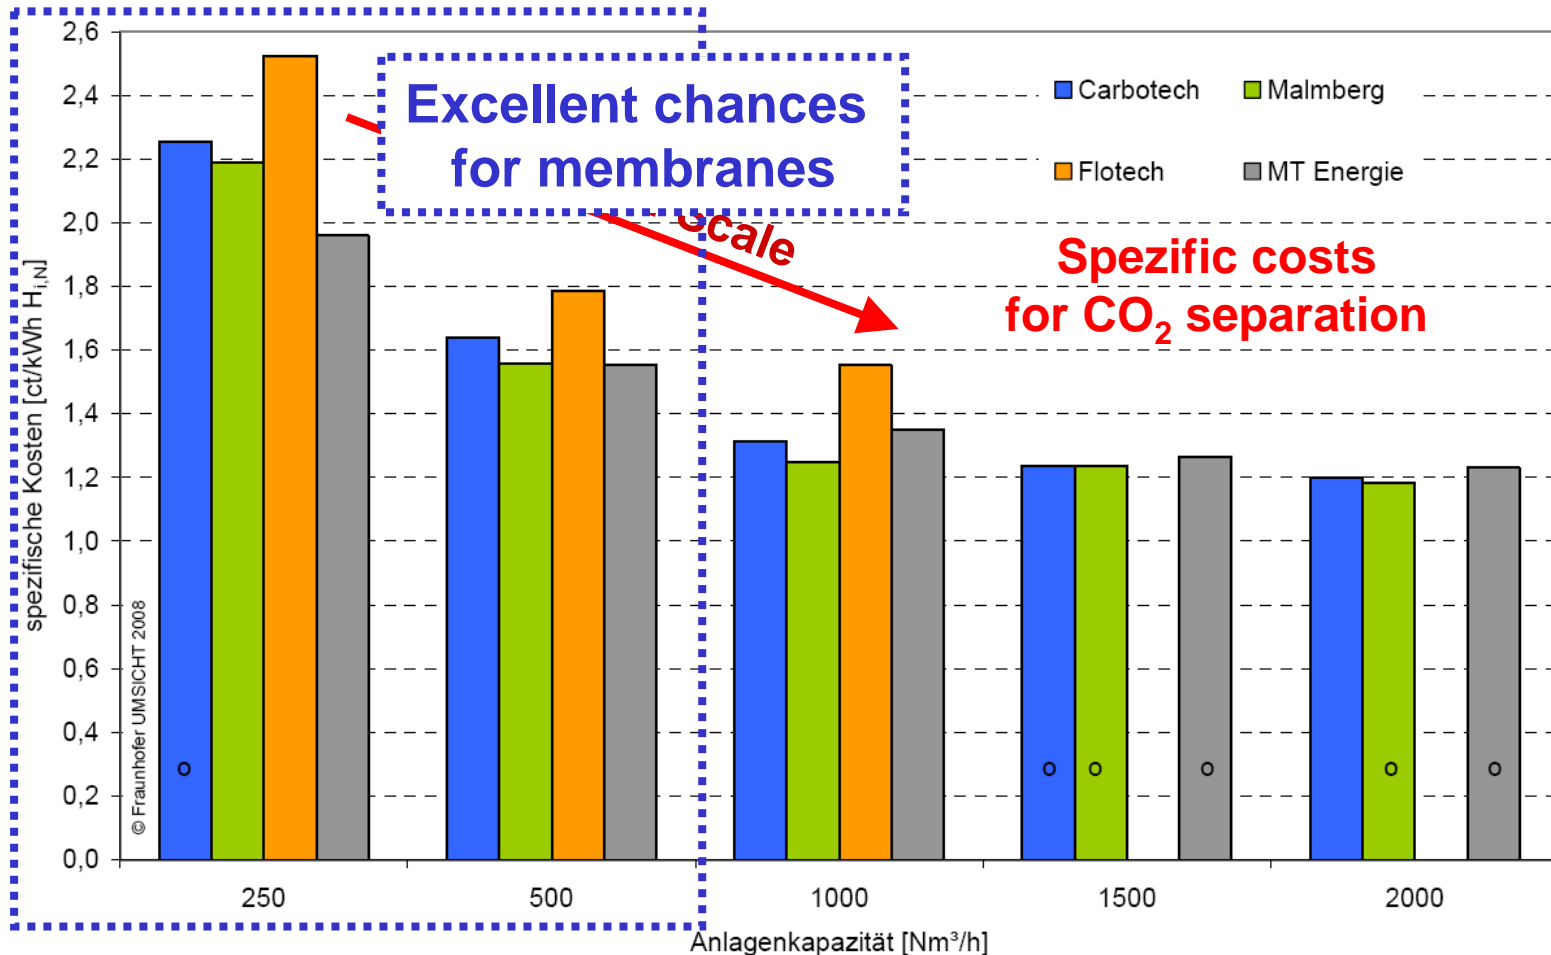 2,6
2,4
2,2
2,0
1,8
1,6
1,4
1,2
1,0
0,8
0,6
0,4
0,2
0,0
spezifische Kosten [ct/kWh Hi,N]
© Fraunhofer UMSICHT 2008
Excellent chances
for membranes
Scale
Carbotech
Malmberg
Flotech
MT Energie
Spezific costs
for CO2 separation
o
o o o
o o
250 500 1000 1500 2000
Anlagenkapazität [Nm³/h]